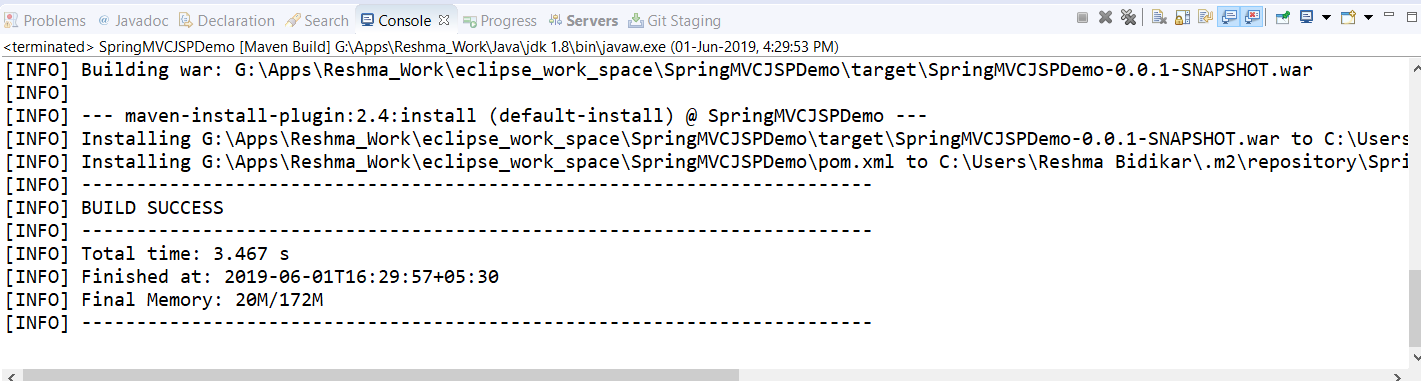 Problems @ Javadoc Declaration Search Console Progress Servers Git Staging
<terminated> SpringMVCJSPDemo [Maven Build] G:\Apps\Reshma_Work\Java\jdk 1.8\bin\javaw.exe (01-Jun-2019, 4:29:53 PM)
[INFO] Building war: G:\Apps\Reshma_Work\eclipse_work_space\SpringMVCJSPDemo\target\SpringMVCJSPDemo-0.0.1-SNAPSHOT.war
[INFO]
[INFO] --- maven-install-plugin:2.4:install (default-install) @ SpringMVCJSPDemo ---
[INFO] Installing G:\Apps\Reshma_Work\eclipse_work_space\SpringMVCJSPDemo\target\SpringMVCJSPDemo-0.0.1-SNAPSHOT.war to C:\Users
[INFO] Installing G:\Apps\Reshma_Work\eclipse_work_space\SpringMVCJSPDemo\pom.xml to C:\Users\Reshma Bidikar\.m2\repository\Spri
[INFO] ------------------------------------------------------------------------
[INFO] BUILD SUCCESS
[INFO] ------------------------------------------------------------------------
[INFO] Total time: 3.467 s
[INFO] Finished at: 2019-06-01T16:29:57+05:30
[INFO] Final Memory: 20M/172M
[INFO] ------------------------------------------------------------------------